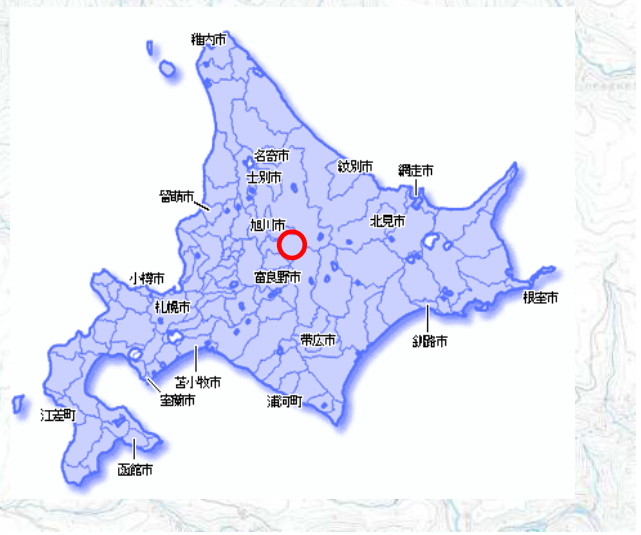 稚内市
名寄市
紋別市
士別市
網走市
留萌市
旭川市
北見市
小樽市
富良野市
札幌市
根室市
帯広市
釧路市
苫小牧市
室蘭市
浦河町
江差町
函館市